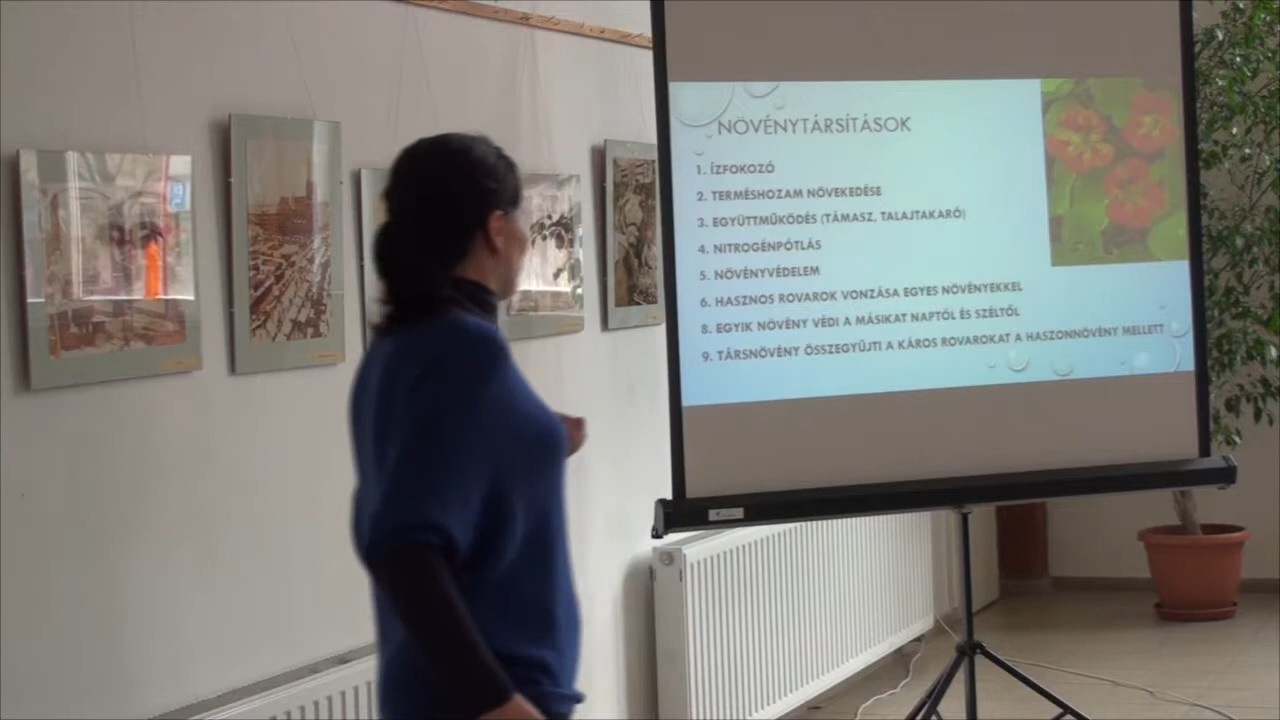 NÖVÉNYTÁRSÍTÁSOK
1. ÍZFOKOZÓ
2. TERMÉSHOZAM NÖVEKEDÉSE
3. EGYÜTTMŰKÖDÉS (TÁMASZ, TALAJTAKARÓ)
4. NITROGÉNPÓTLÁS
5. NÖVÉNYVÉDELEM
6. HASZNOS ROVAROK VONZÁSA EGYES NÖVÉNYEKKEL
8. EGYIK NÖVÉNY VÉDI A MÁSIKAT NAPTÓL ÉS SZÉLTŐL
9. TÁRSNÖVÉNY ÖSSZEGYŰJTI A KÁROS ROVAROKAT A HASZONNÖVÉNY MELLETT